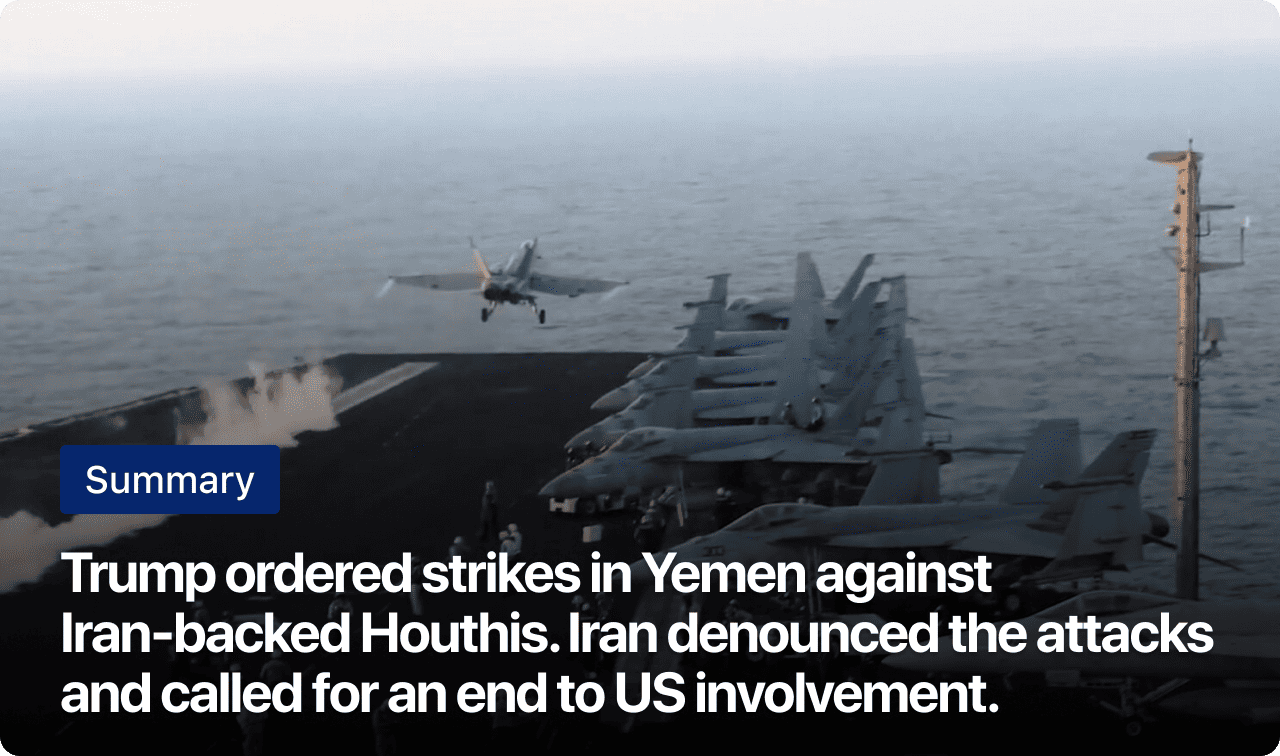 Summary
Trump ordered strikes in Yemen against
Iran-backed Houthis. Iran denounced the attacks
and called for an end to US involvement.